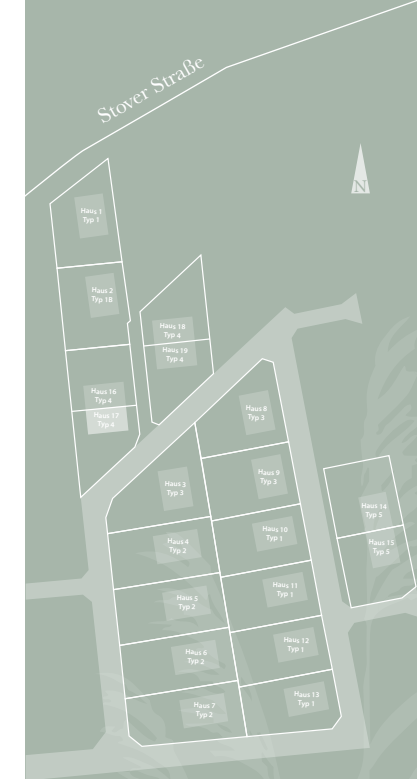 Stover Straße
N
Haus 1
Typ 1
Haus 2
Typ 1B
Haus 18
Typ 4
Haus 19
Typ 4
Haus 16
Typ 4
Haus 17
Typ 4
Haus 8
Typ 3
Haus 9
Typ 3
Haus 3
Typ 3
Haus 14
Typ 5
Haus 10
Typ 1
Haus 4
Typ 2
Haus 15
Typ 5
Haus 11
Typ 1
Haus 5
Typ 2
Haus 12
Typ 1
Haus 6
Typ 2
Haus 13
Typ 1
Haus 7
Typ 2